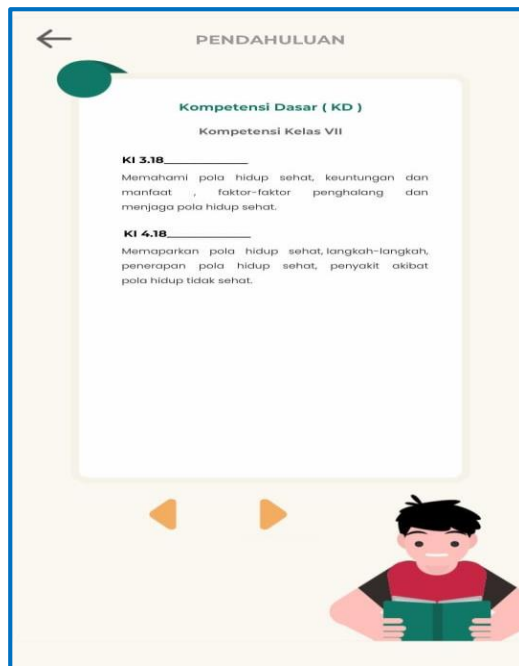 PENDAHULUAN
Kompetensi Dasar ( KD )
Kompetensi Kelas VII
KI 3.18____________
Memahami pola hidup sehat, keuntungan dan
manfaat , faktor-faktor penghalang dan
menjaga pola hidup sehat.
KI 4.18____________
Memaparkan pola hidup sehat, langkah-langkah,
penerapan pola hidup sehat, penyakit akibat
pola hidup tidak sehat.